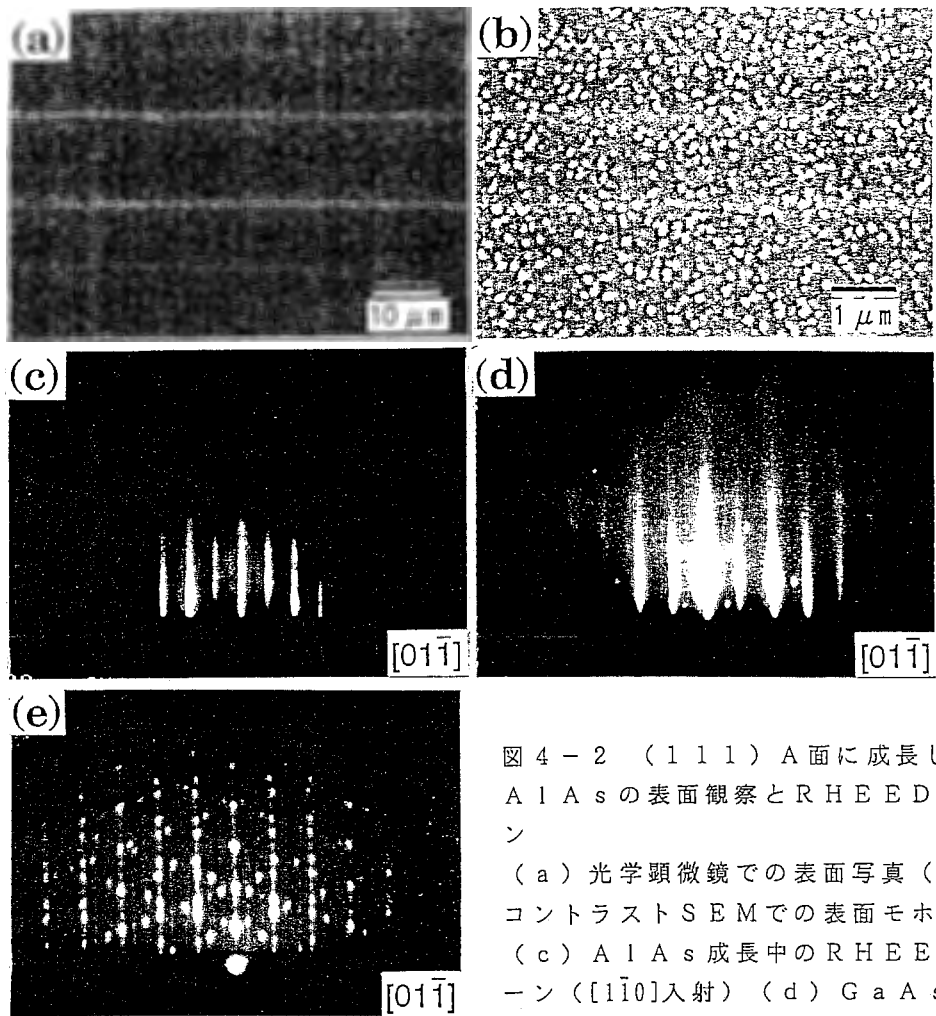 (a)
10 μm
(b)
1 μm
(c)
[011̅]
(d)
[011̅]
(e)
[011̅]
図4-2 (111)A面に成長し
AlAsの表面観察とRHEED
ン
(a)光学顕微鏡での表面写真(
コントラストSEMでの表面モホ
(c)AlAs成長中のRHEE
ーン([11̅0]入射) (d)GaAs